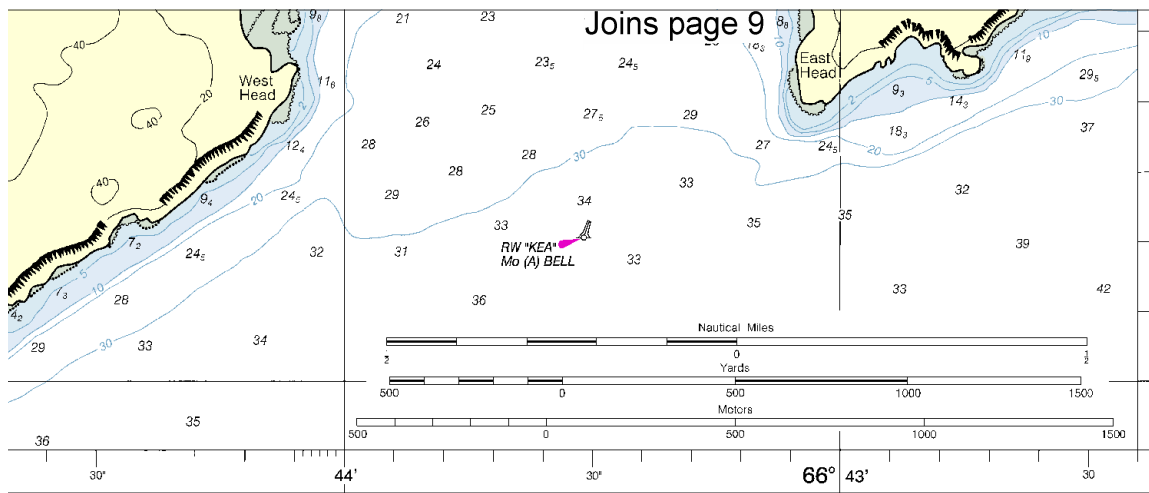 9₈ 21 23 Joins page 9 8₈
40 11₉ 10
24 23₅ 24₅ East
West 11₆ Head 5 29₅
Head 20 9₃ 30
2 2 14₃
40 26 25 27₅ 29 18₃ 37
12₄ 28 28 30 27 24₅ 20
40 28 33 32
9₄ 20 24₅ 29 34
33 35 35
7₂ RW "KEA"
24₅ 32 31 Mo (A) BELL 33 39
5
7₃ 10 28 36 33 42
4₂
Nautical Miles
29 30 33 34
½ 0 ½
Yards
500 0 500 1000 1500
Motors
35
500 0 500 1000 1500
36
30" 44' 30" 66° 43' 30